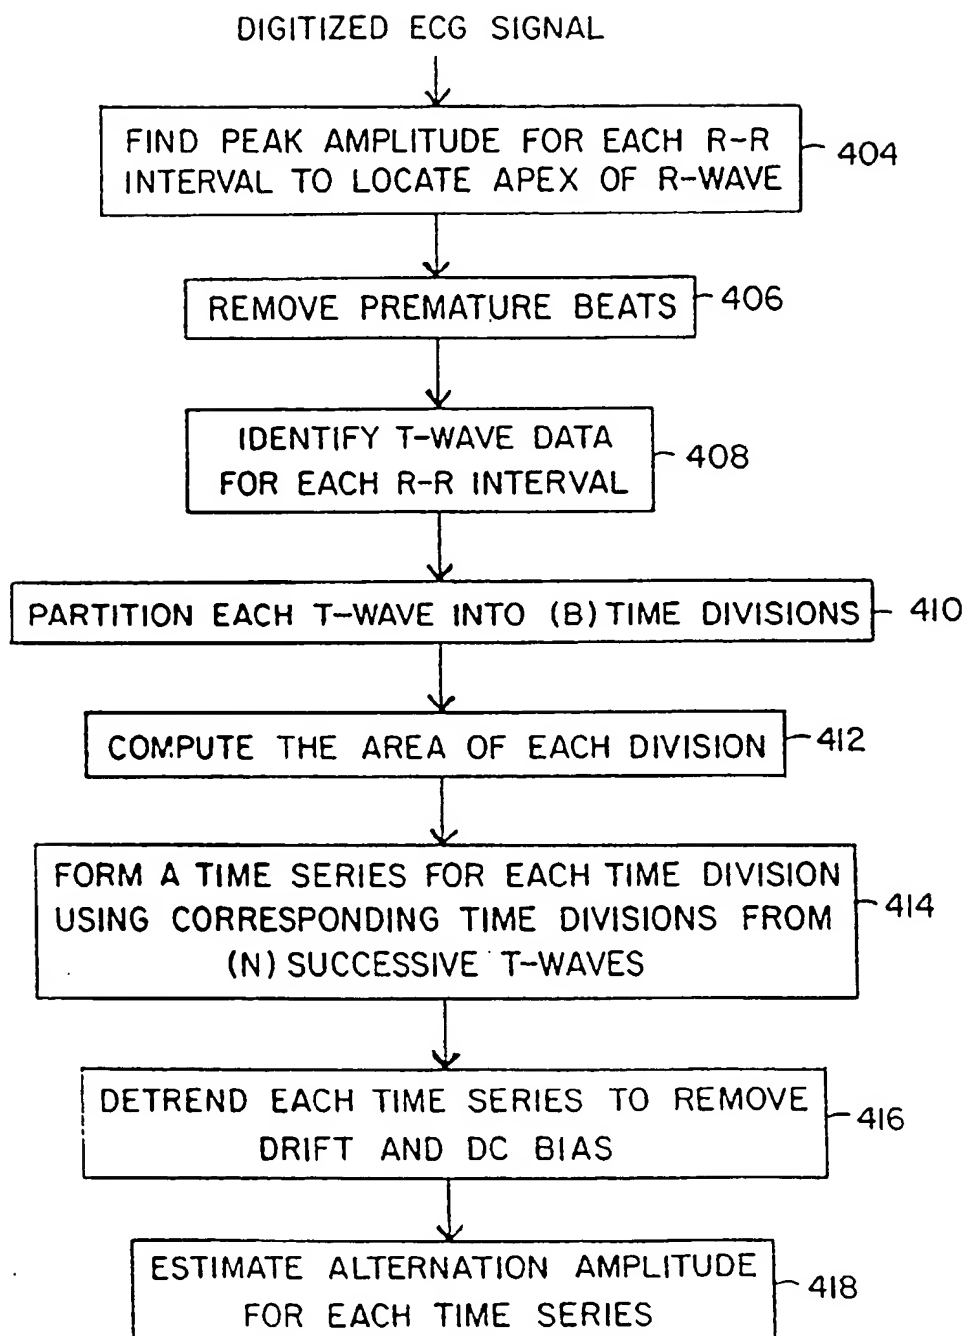 DIGITIZED ECG SIGNAL
FIND PEAK AMPLITUDE FOR EACH R-R
INTERVAL TO LOCATE APEX OF R-WAVE
404
REMOVE PREMATURE BEATS
406
IDENTIFY T-WAVE DATA
FOR EACH R-R INTERVAL
408
PARTITION EACH T-WAVE INTO (B) TIME DIVISIONS
410
COMPUTE THE AREA OF EACH DIVISION
412
FORM A TIME SERIES FOR EACH TIME DIVISION
USING CORRESPONDING TIME DIVISIONS FROM
(N) SUCCESSIVE T-WAVES
414
DETREND EACH TIME SERIES TO REMOVE
DRIFT AND DC BIAS
416
ESTIMATE ALTERNATION AMPLITUDE
FOR EACH TIME SERIES
418